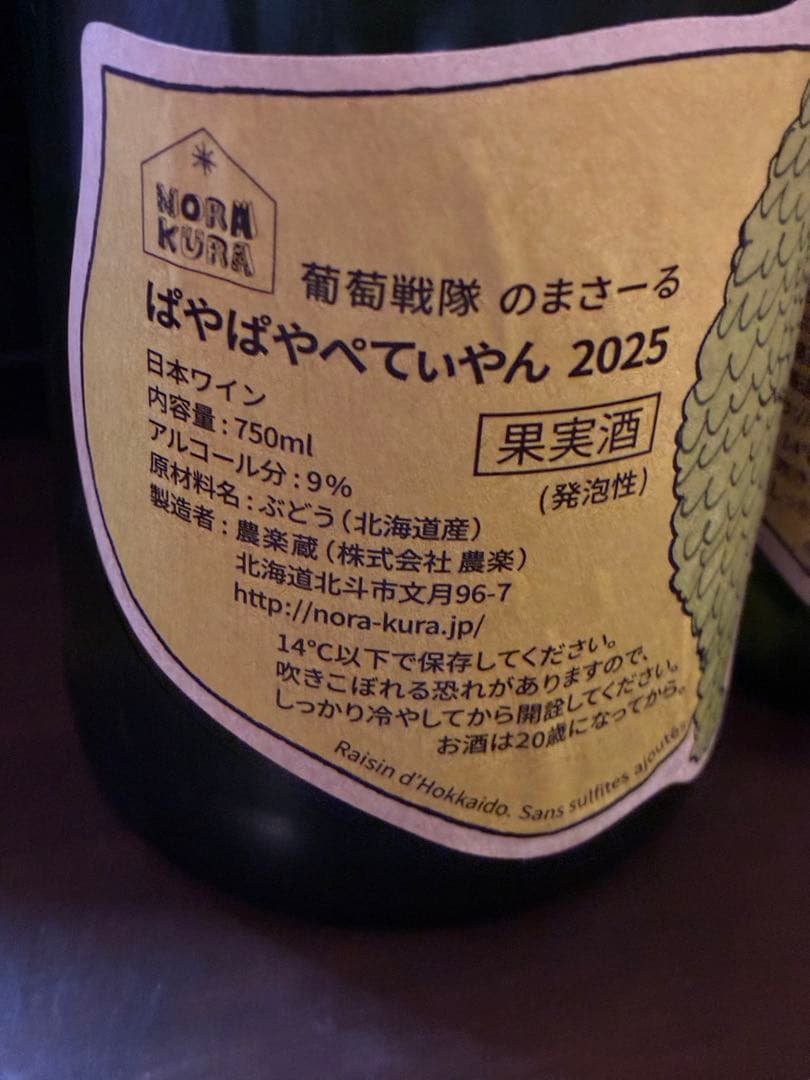 NORA
KURA
葡萄戦隊 のまさーる
ぱやぱやぺてぃやん 2025
日本ワイン
内容量:750ml
アルコール分:9%
果実酒
(発泡性)
原材料名:ぶどう(北海道産)
製造者:農楽蔵(株式会社 農楽)
北海道北斗市文月96-7
http://nora-kura.jp/
14℃以下で保存してください。
吹きこぼれる恐れがありますので、
しっかり冷やしてから開詮してください。
お酒は20歳になってから。
Raisin d'Hokkaido. Sans sulfites ajoutés